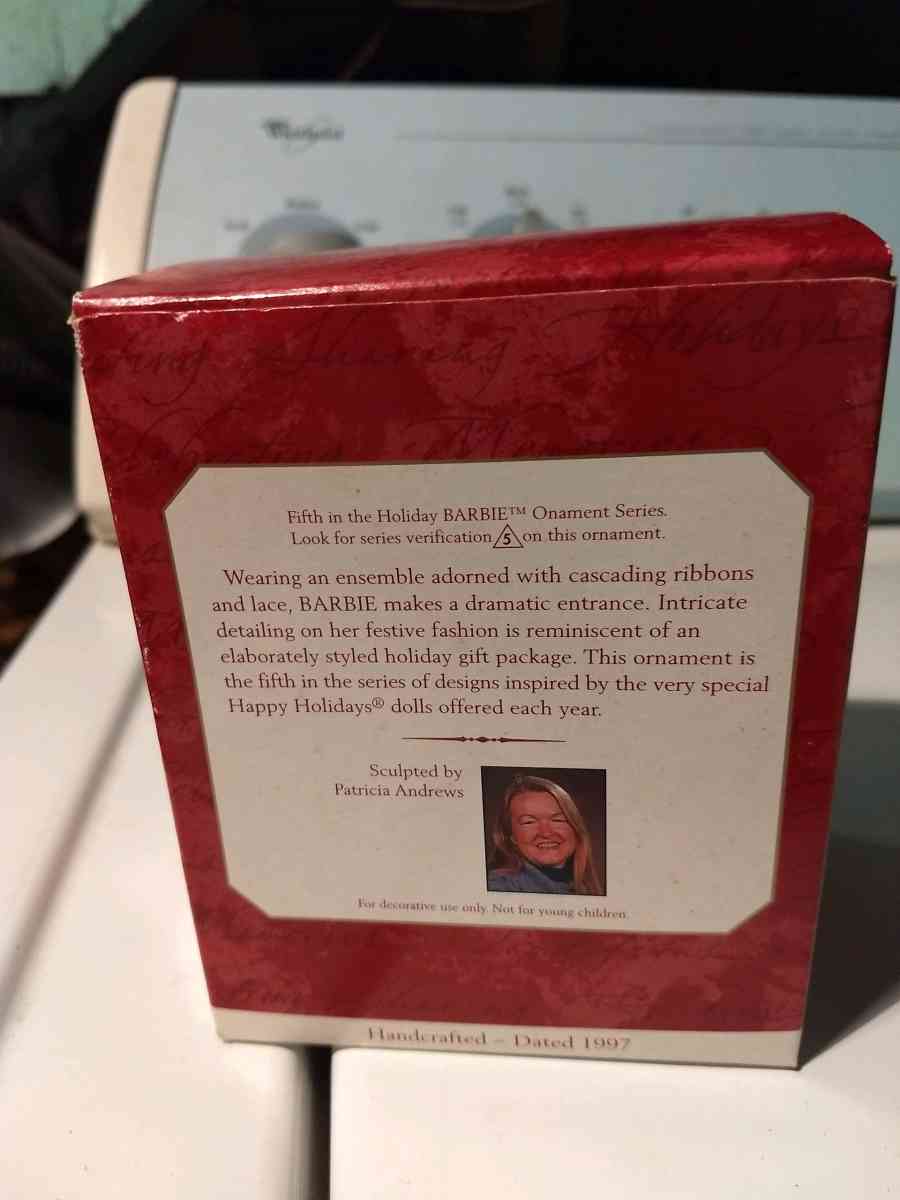 Whirlpool
Sharing Holidays
Fifth in the Holiday BARBIE™ Onament Series.
Look for series verification 5 on this ornament.
Wearing an ensemble adorned with cascading ribbons
and lace, BARBIE makes a dramatic entrance. Intricate
detailing on her festive fashion is reminiscent of an
elaborately styled holiday gift package. This ornament is
the fifth in the series of designs inspired by the very special
Happy Holidays® dolls offered each year.
Sculpted by
Patricia Andrews
For decorative use only. Not for young children.
Handcrafted – Dated 1997